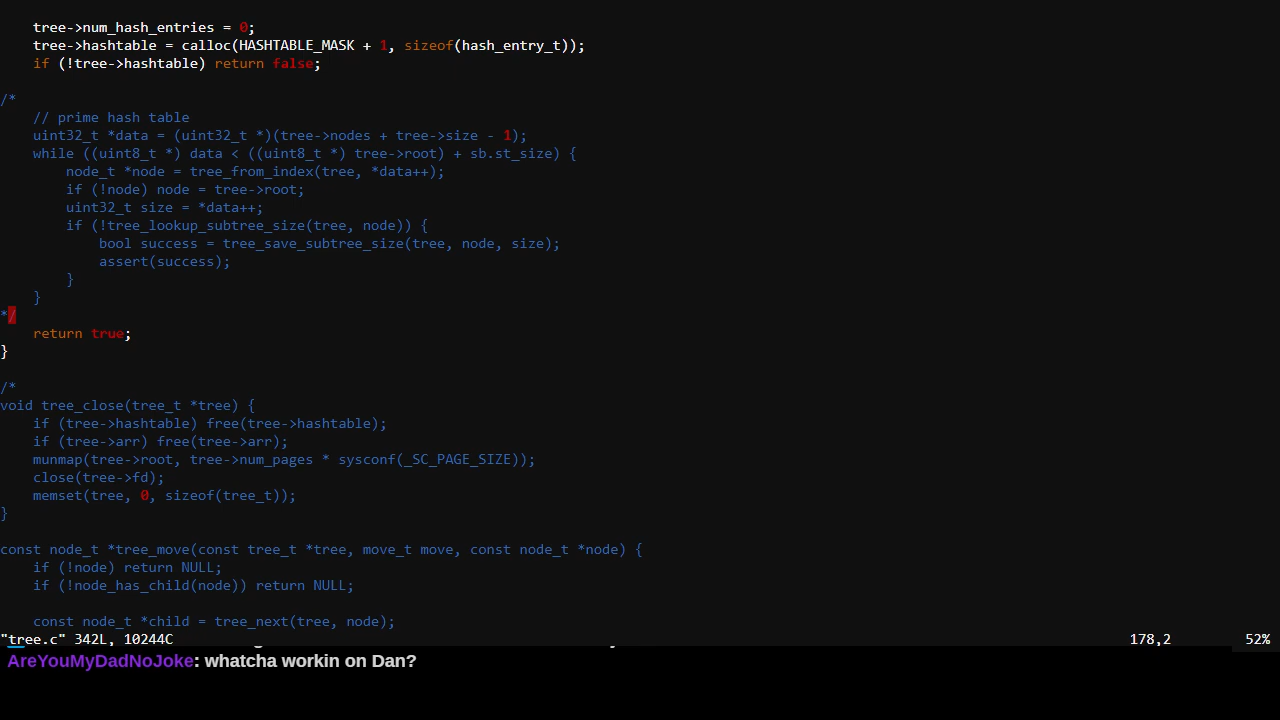 tree->num_hash_entries = 0;
    tree->hashtable = calloc(HASHTABLE_MASK + 1, sizeof(hash_entry_t));
    if (!tree->hashtable) return false;

/*
    // prime hash table
    uint32_t *data = (uint32_t *)(tree->nodes + tree->size - 1);
    while ((uint8_t *) data < ((uint8_t *) tree->root) + sb.st_size) {
        node_t *node = tree_from_index(tree, *data++);
        if (!node) node = tree->root;
        uint32_t size = *data++;
        if (!tree_lookup_subtree_size(tree, node)) {
            bool success = tree_save_subtree_size(tree, node, size);
            assert(success);
        }
    }
*/
    return true;
}

/*
void tree_close(tree_t *tree) {
    if (tree->hashtable) free(tree->hashtable);
    if (tree->arr) free(tree->arr);
    munmap(tree->root, tree->num_pages * sysconf(_SC_PAGE_SIZE));
    close(tree->fd);
    memset(tree, 0, sizeof(tree_t));
}

const node_t *tree_move(const tree_t *tree, move_t move, const node_t *node) {
    if (!node) return NULL;
    if (!node_has_child(node)) return NULL;

    const node_t *child = tree_next(tree, node);
"tree.c" 342L, 10244C 178,2 52%
AreYouMyDadNoJoke: whatcha workin on Dan?